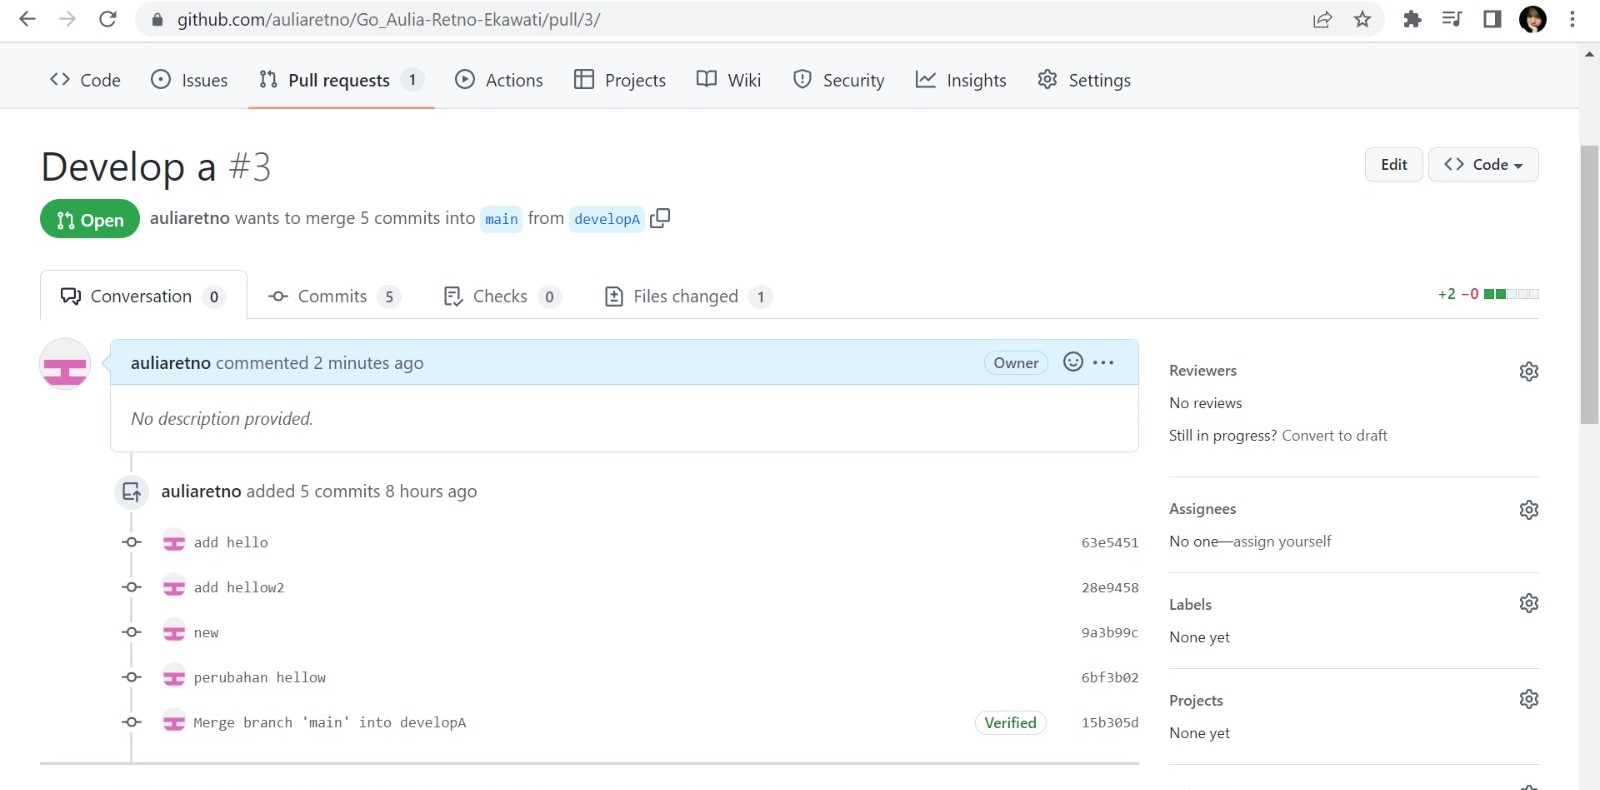 github.com/auliaretno/Go_Aulia-Retno-Ekawati/pull/3/
Code Issues Pull requests 1 Actions Projects Wiki Security Insights Settings
Develop a #3
Edit Code
Open auliaretno wants to merge 5 commits into main from developA
Conversation 0 Commits 5 Checks 0 Files changed 1 +2 −0
auliaretno commented 2 minutes ago Owner
No description provided.
auliaretno added 5 commits 8 hours ago
add hello 63e5451
add hellow2 28e9458
new 9a3b99c
perubahan hellow 6bf3b02
Merge branch 'main' into developA Verified 15b305d
Reviewers
No reviews
Still in progress? Convert to draft
Assignees
No one—assign yourself
Labels
None yet
Projects
None yet